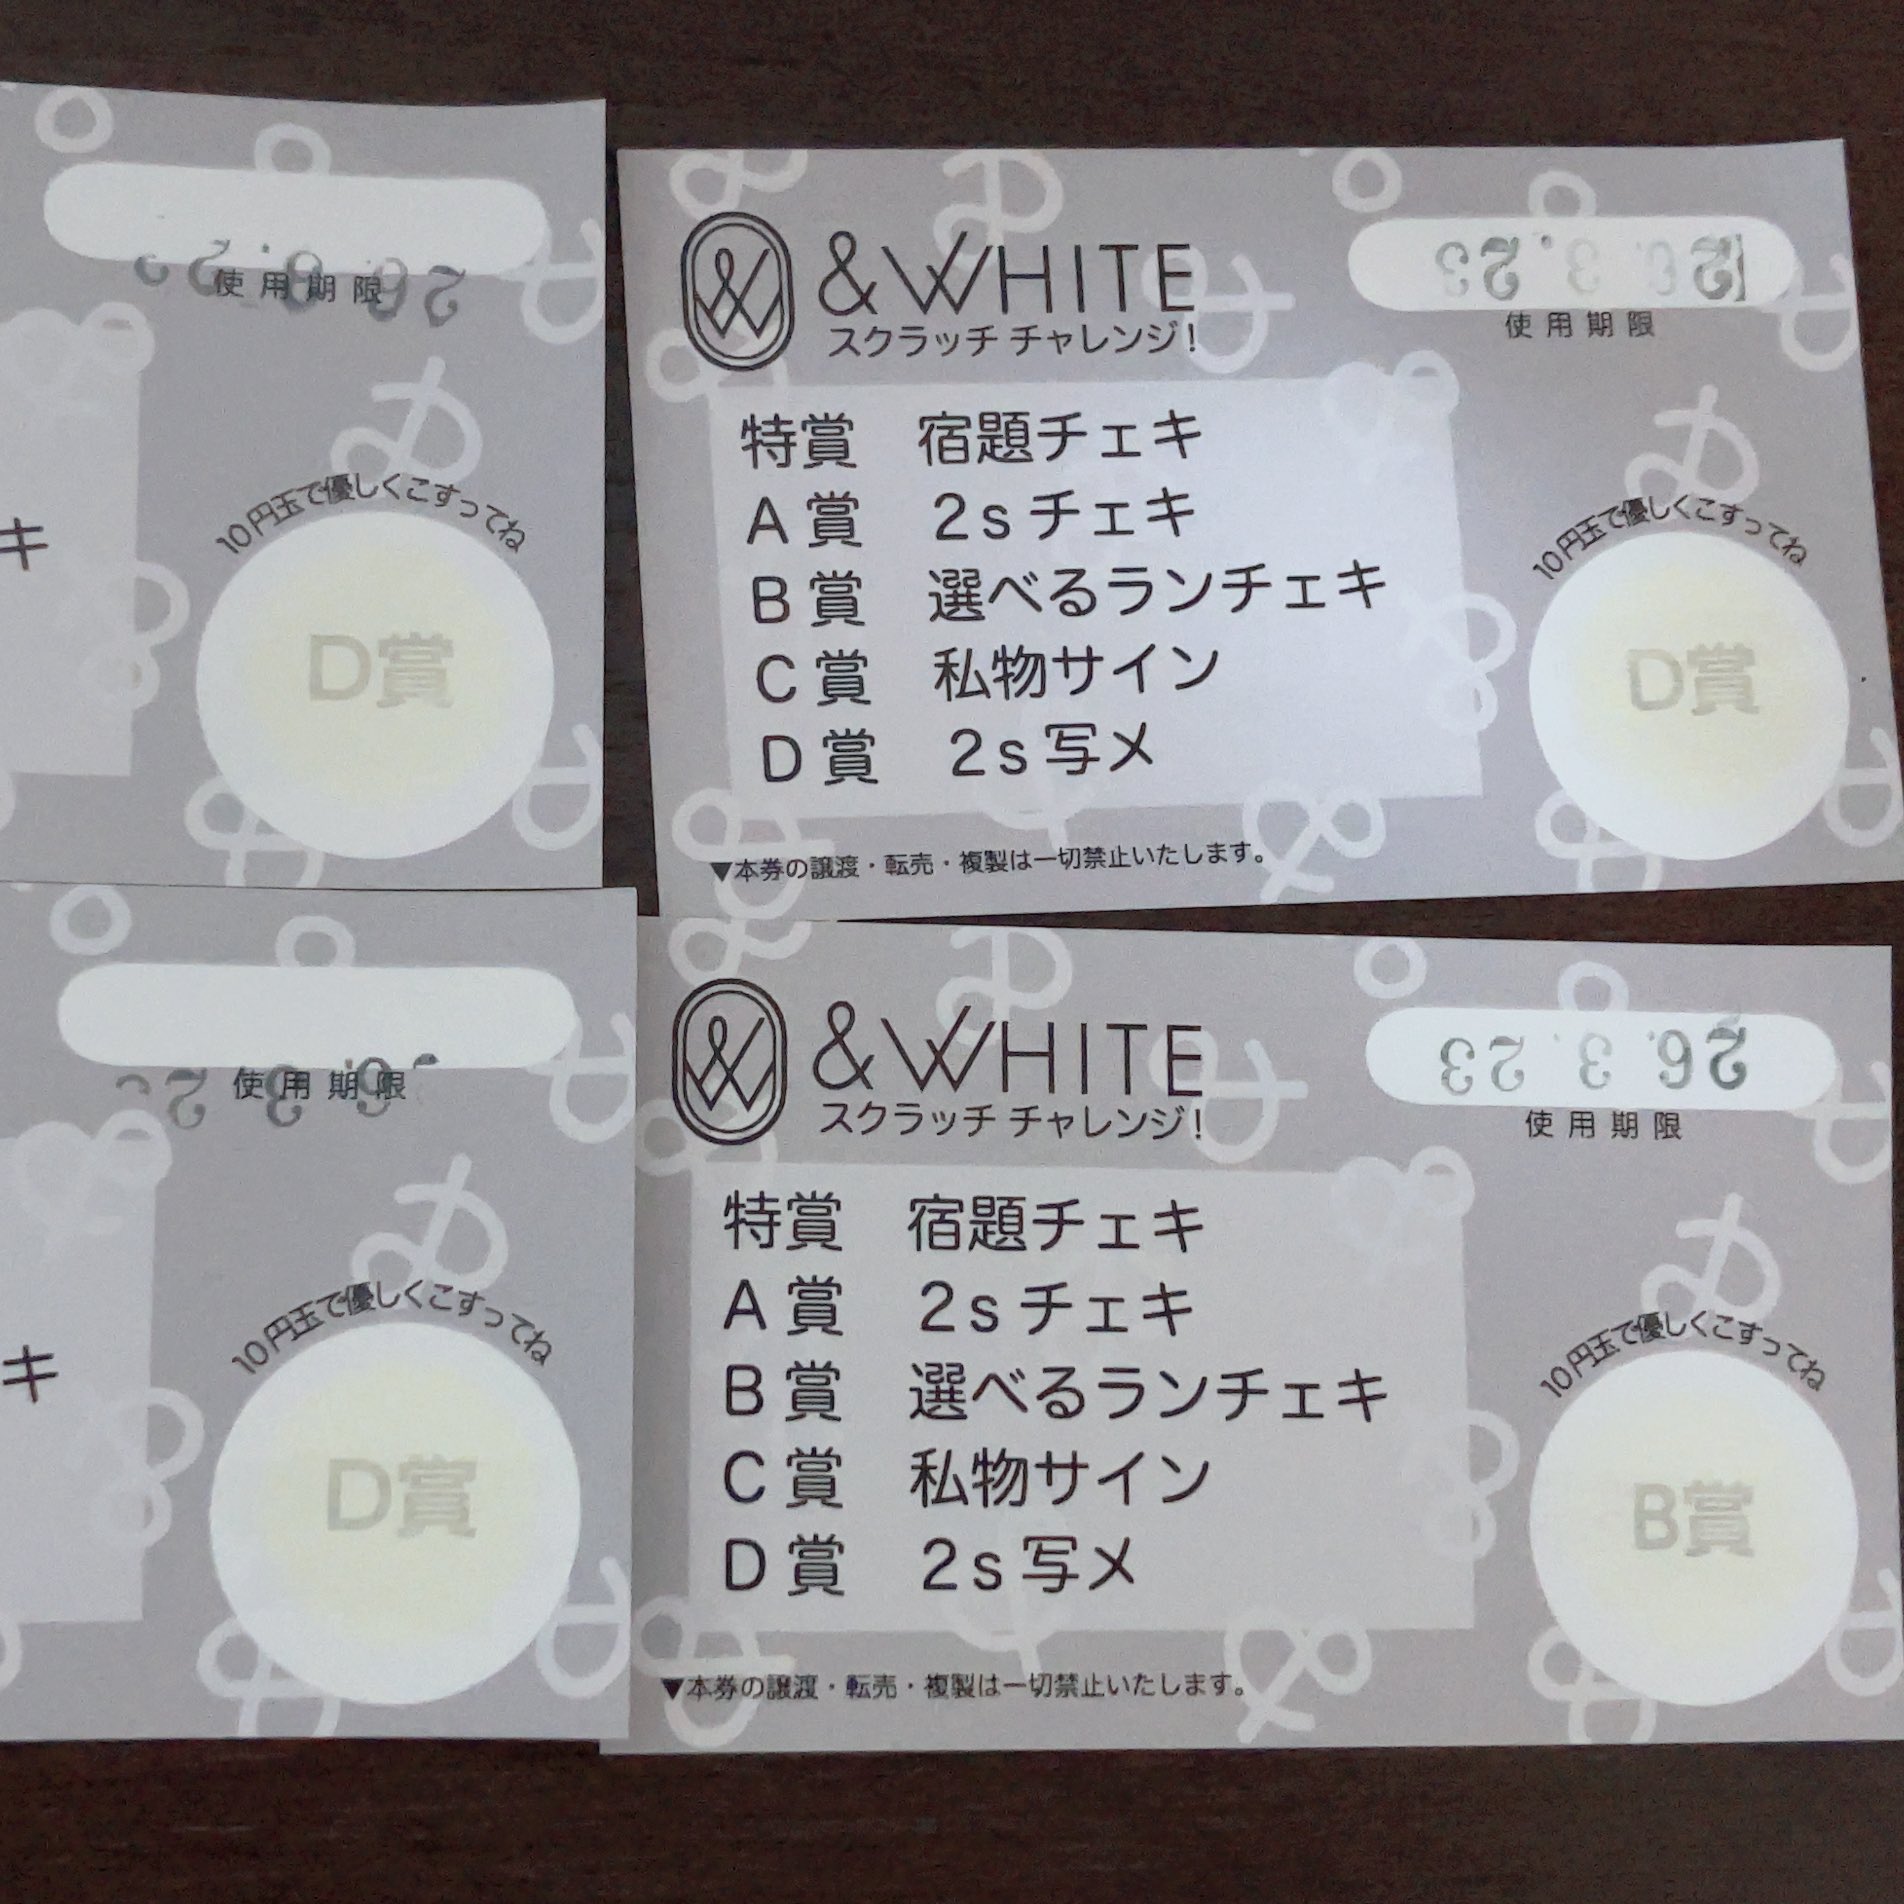 使用期限
10円玉で優しくこすってね
キ
D賞
& WHITE
スクラッチ チャレンジ!
26.3.23
使用期限
特賞 宿題チェキ
A賞 2sチェキ
B賞 選べるランチェキ
C賞 私物サイン
D賞 2s写メ
10円玉で優しくこすってね
D賞
▼本券の譲渡・転売・複製は一切禁止いたします。
使用期限
10円玉で優しくこすってね
キ
D賞
& WHITE
スクラッチ チャレンジ!
26.3.23
使用期限
特賞 宿題チェキ
A賞 2sチェキ
B賞 選べるランチェキ
C賞 私物サイン
D賞 2s写メ
10円玉で優しくこすってね
B賞
▼本券の譲渡・転売・複製は一切禁止いたします。